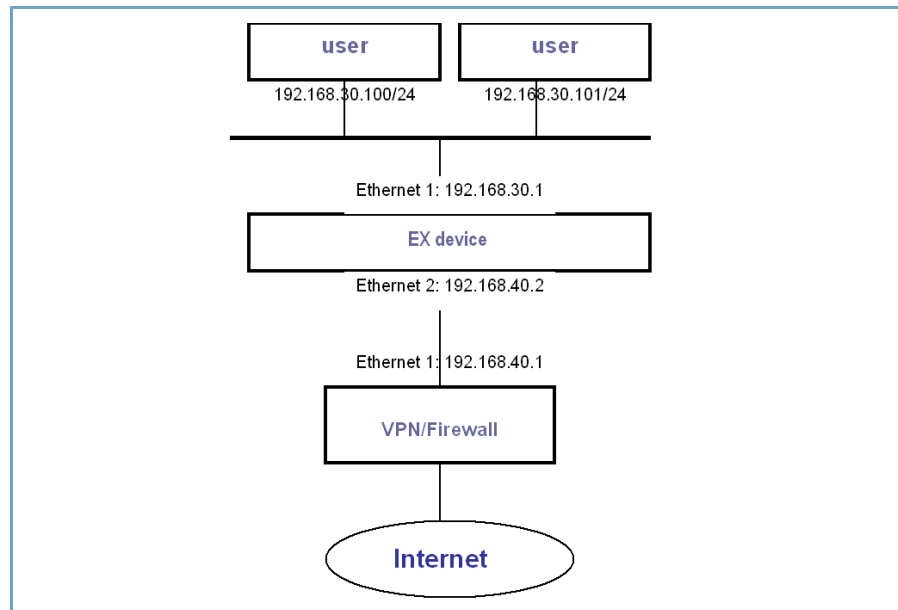 user user
192.168.30.100/24 192.168.30.101/24
Ethernet 1: 192.168.30.1
EX device
Ethernet 2: 192.168.40.2
Ethernet 1: 192.168.40.1
VPN/Firewall
Internet